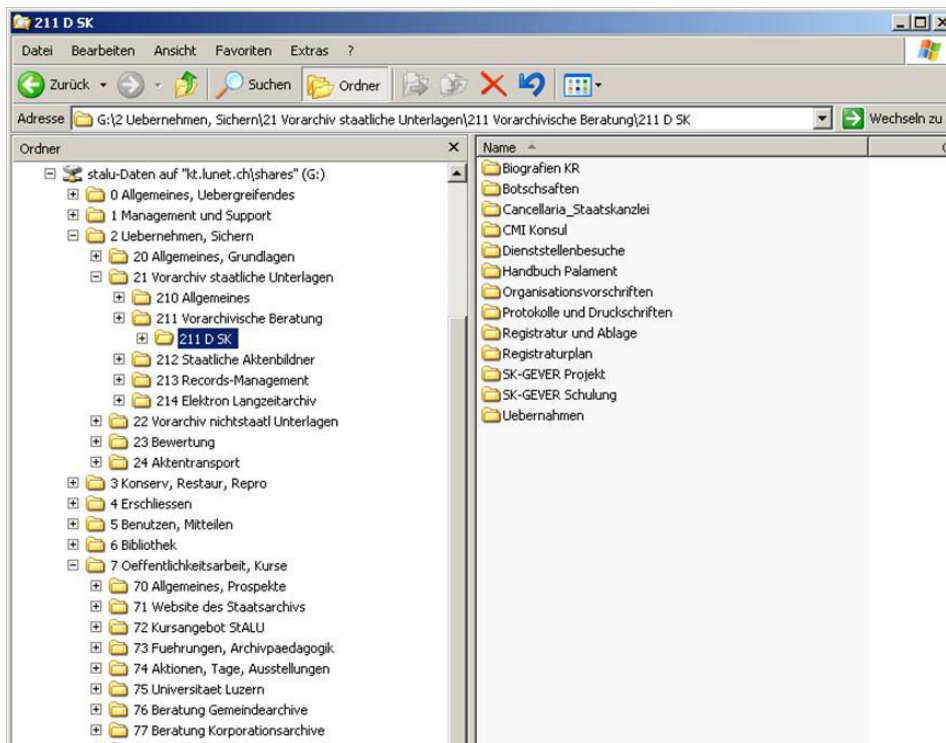 211 D SK
Datei Bearbeiten Ansicht Favoriten Extras ?
Zurück Suchen Ordner
Adresse G:\2 Uebernehmen, Sichern\21 Vorarchiv staatliche Unterlagen\211 Vorarchivische Beratung\211 D SK Wechseln zu
Ordner
stalu-Daten auf "kt.lunet.ch\shares" (G:)
0 Allgemeines, Uebergreifendes
1 Management und Support
2 Uebernehmen, Sichern
20 Allgemeines, Grundlagen
21 Vorarchiv staatliche Unterlagen
210 Allgemeines
211 Vorarchivische Beratung
211 D SK
212 Staatliche Aktenbildner
213 Records-Management
214 Elektron Langzeitarchiv
22 Vorarchiv nichtstaatl Unterlagen
23 Bewertung
24 Aktentransport
3 Konserv, Restaur, Repro
4 Erschliessen
5 Benutzen, Mitteilen
6 Bibliothek
7 Oeffentlichkeitsarbeit, Kurse
70 Allgemeines, Prospekte
71 Website des Staatsarchivs
72 Kursangebot StALU
73 Fuehrungen, Archivpaedagogik
74 Aktionen, Tage, Ausstellungen
75 Universitaet Luzern
76 Beratung Gemeindearchive
77 Beratung Korporationsarchive
Name
Biografien KR
Botschsaften
Cancellaria_Staatskanzlei
CMI Konsul
Dienststellenbesuche
Handbuch Palament
Organisationsvorschriften
Protokolle und Druckschriften
Registratur und Ablage
Registraturplan
SK-GEVER Projekt
SK-GEVER Schulung
Uebernahmen